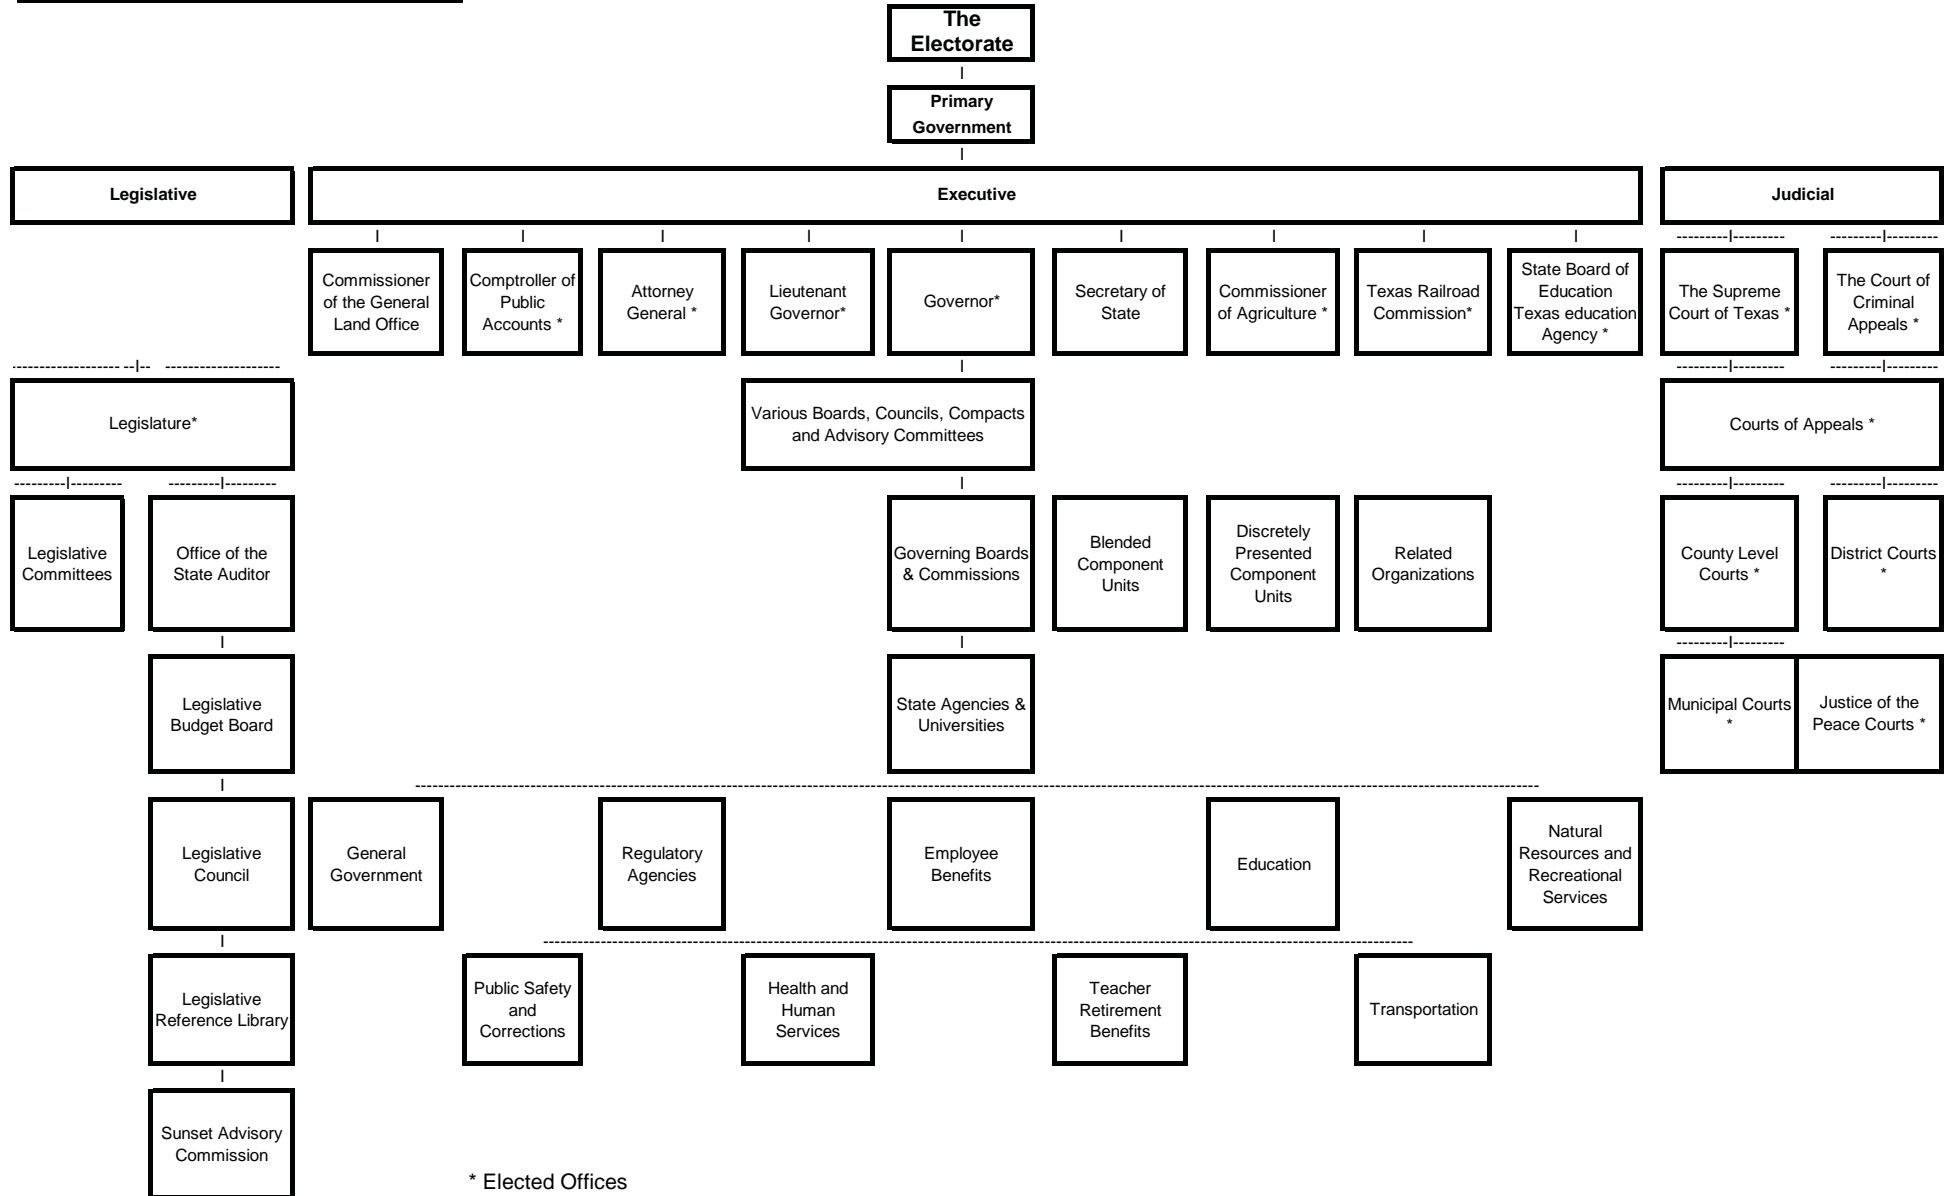 The
Electorate
Primary
Government
Legislative
Executive
Judicial
Commissioner
of the General
Land Office
Comptroller of
Public
Accounts *
Attorney
General *
Lieutenant
Governor*
Governor*
Secretary of
State
Commissioner
of Agriculture *
Texas Railroad
Commission*
State Board of
Education
Texas education
Agency *
The Supreme
Court of Texas *
The Court of
Criminal
Appeals *
Legislature*
Various Boards, Councils, Compacts
and Advisory Committees
Courts of Appeals *
Legislative
Committees
Office of the
State Auditor
Governing Boards
& Commissions
Blended
Component
Units
Discretely
Presented
Component
Units
Related
Organizations
County Level
Courts *
District Courts
*
Legislative
Budget Board
State Agencies &
Universities
Municipal Courts
*
Justice of the
Peace Courts *
Legislative
Council
General
Government
Regulatory
Agencies
Employee
Benefits
Education
Natural
Resources and
Recreational
Services
Legislative
Reference Library
Public Safety
and
Corrections
Health and
Human
Services
Teacher
Retirement
Benefits
Transportation
Sunset Advisory
Commission
* Elected Offices